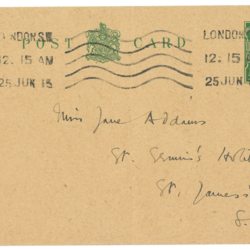 LONDON.S.W LONDON.S
12. 15 AM 12. 15
25 JUN 15 25 JUN
POST CARD
Miss Jane Addams
St. Ermin's Hotel
St. James's
S.